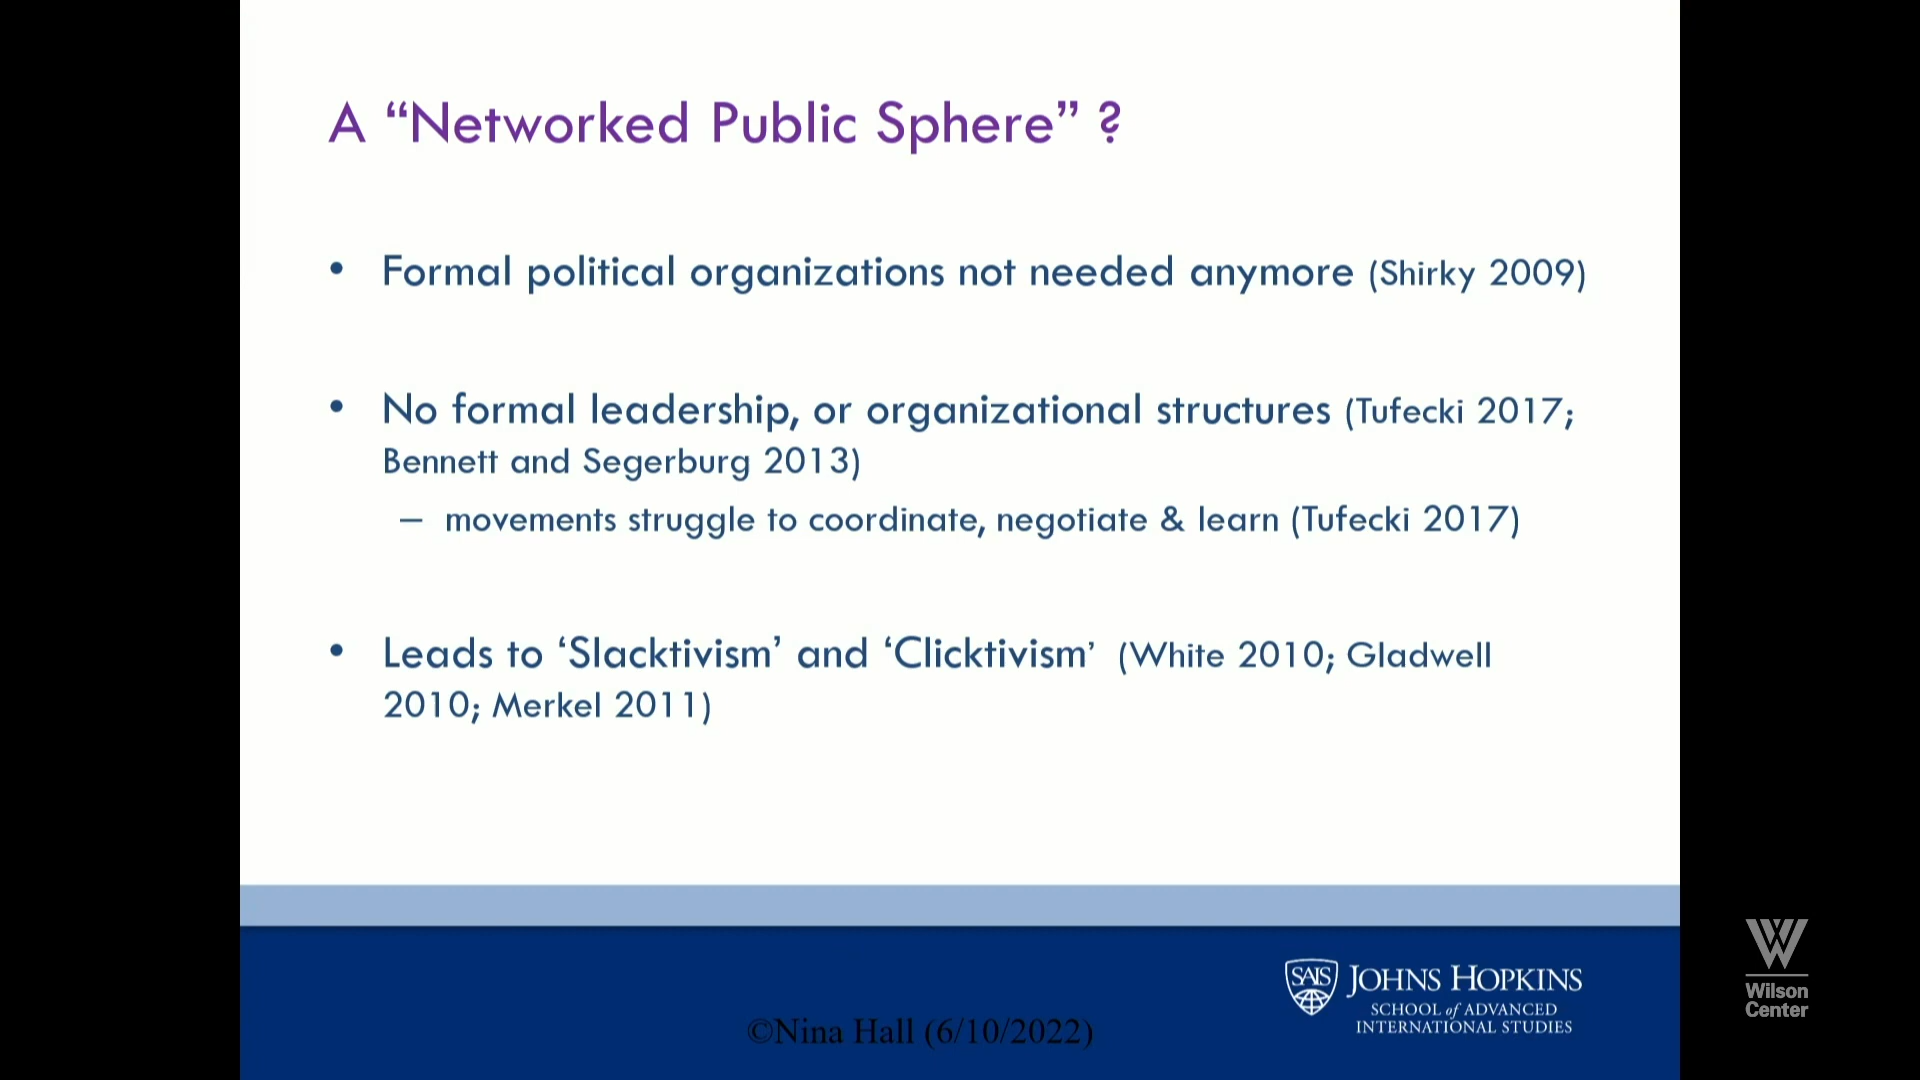 A “Networked Public Sphere” ?
• Formal political organizations not needed anymore (Shirky 2009)
• No formal leadership, or organizational structures (Tufecki 2017;
Bennett and Segerburg 2013)
– movements struggle to coordinate, negotiate & learn (Tufecki 2017)
• Leads to ‘Slacktivism’ and ‘Clicktivism’ (White 2010; Gladwell
2010; Merkel 2011)
SAIS
JOHNS HOPKINS
SCHOOL of ADVANCED
INTERNATIONAL STUDIES
©Nina Hall (6/10/2022)
Wilson
Center